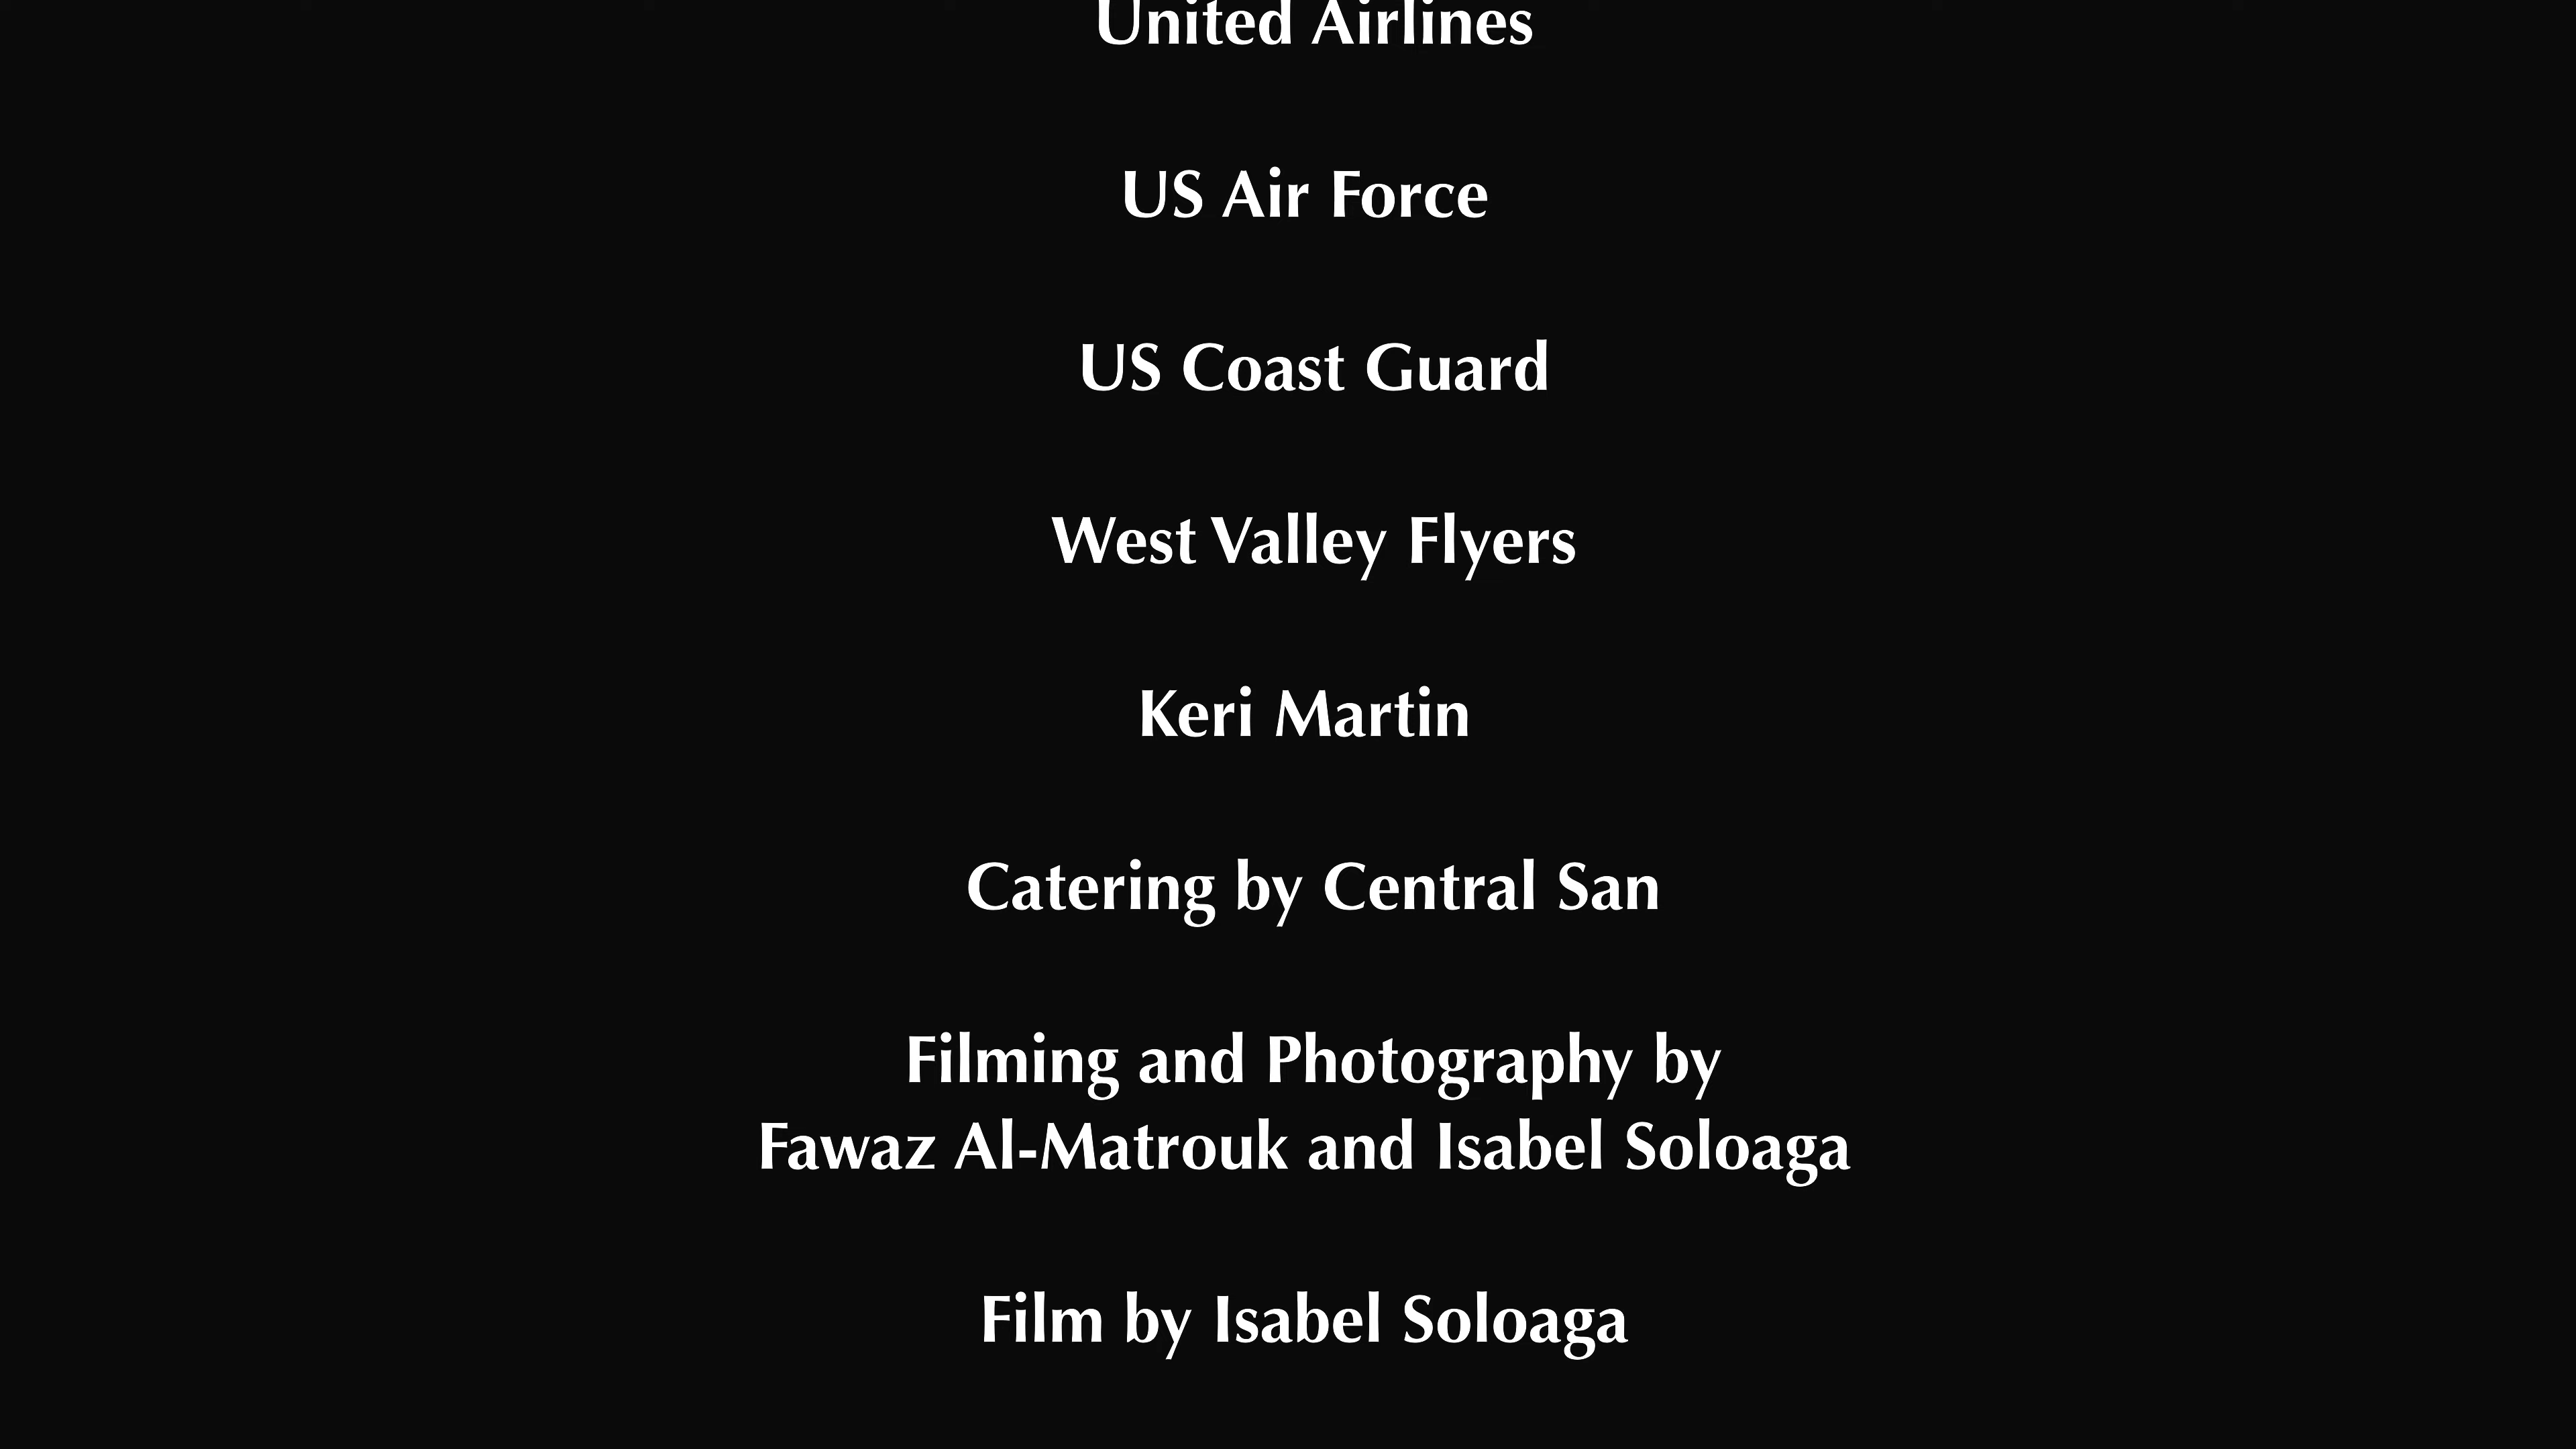 United Airlines
US Air Force
US Coast Guard
West Valley Flyers
Keri Martin
Catering by Central San
Filming and Photography by
Fawaz Al-Matrouk and Isabel Soloaga
Film by Isabel Soloaga